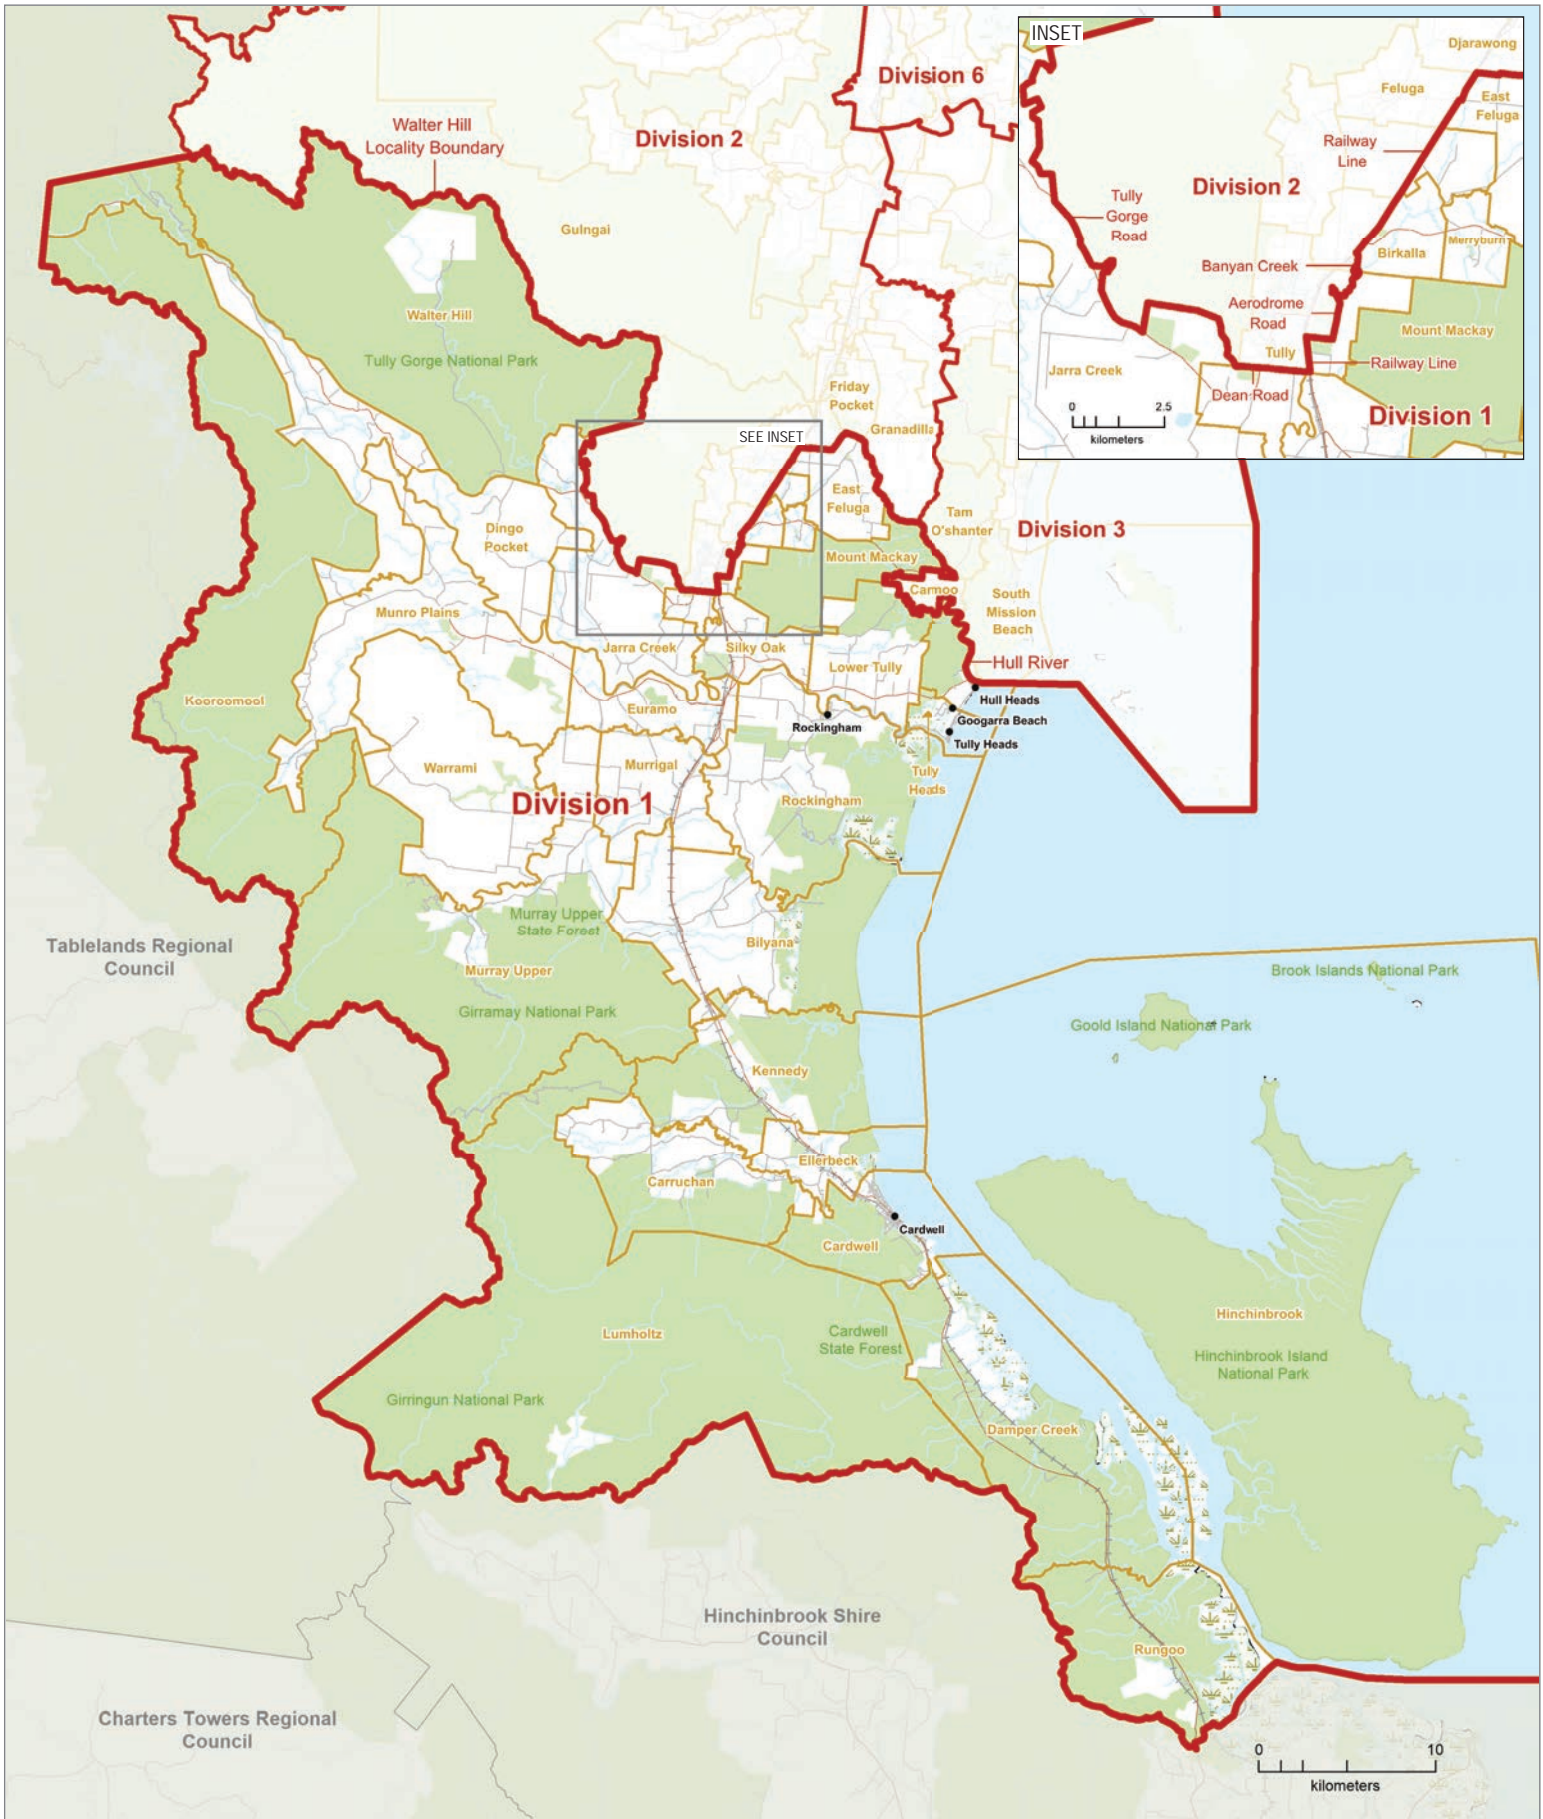 INSET
Djarawong
Feluga
East
Feluga
Railway
Line
Division 2
Tully
Gorge
Road
Banyan Creek
Birkalla
Merryburn
Aerodrome
Road
Mount Mackay
Tully
Railway Line
Jarra Creek
Dean Road
Division 1
0 2.5
kilometers
Division 6
Walter Hill
Locality Boundary
Division 2
Gulngai
Walter Hill
Tully Gorge National Park
Friday
Pocket
Granadilla
SEE INSET
East
Feluga
Tam
O'shanter
Division 3
Dingo
Pocket
Mount Mackay
Carmoo
South
Mission
Beach
Munro Plains
Jarra Creek
Silky Oak
Lower Tully
Hull River
Kooroomool
Euramo
Rockingham
Hull Heads
Googarra Beach
Tully Heads
Warrami
Murrigal
Tully
Heads
Division 1
Rockingham
Murray Upper
State Forest
Tablelands Regional
Council
Bilyana
Murray Upper
Brook Islands National Park
Girramay National Park
Goold Island National Park
Kennedy
Ellerbeck
Carruchan
Cardwell
Cardwell
Hinchinbrook
Lumholtz
Cardwell
State Forest
Hinchinbrook Island
National Park
Girringun National Park
Damper Creek
Hinchinbrook Shire
Council
Rungoo
Charters Towers Regional
Council
0 10
kilometers